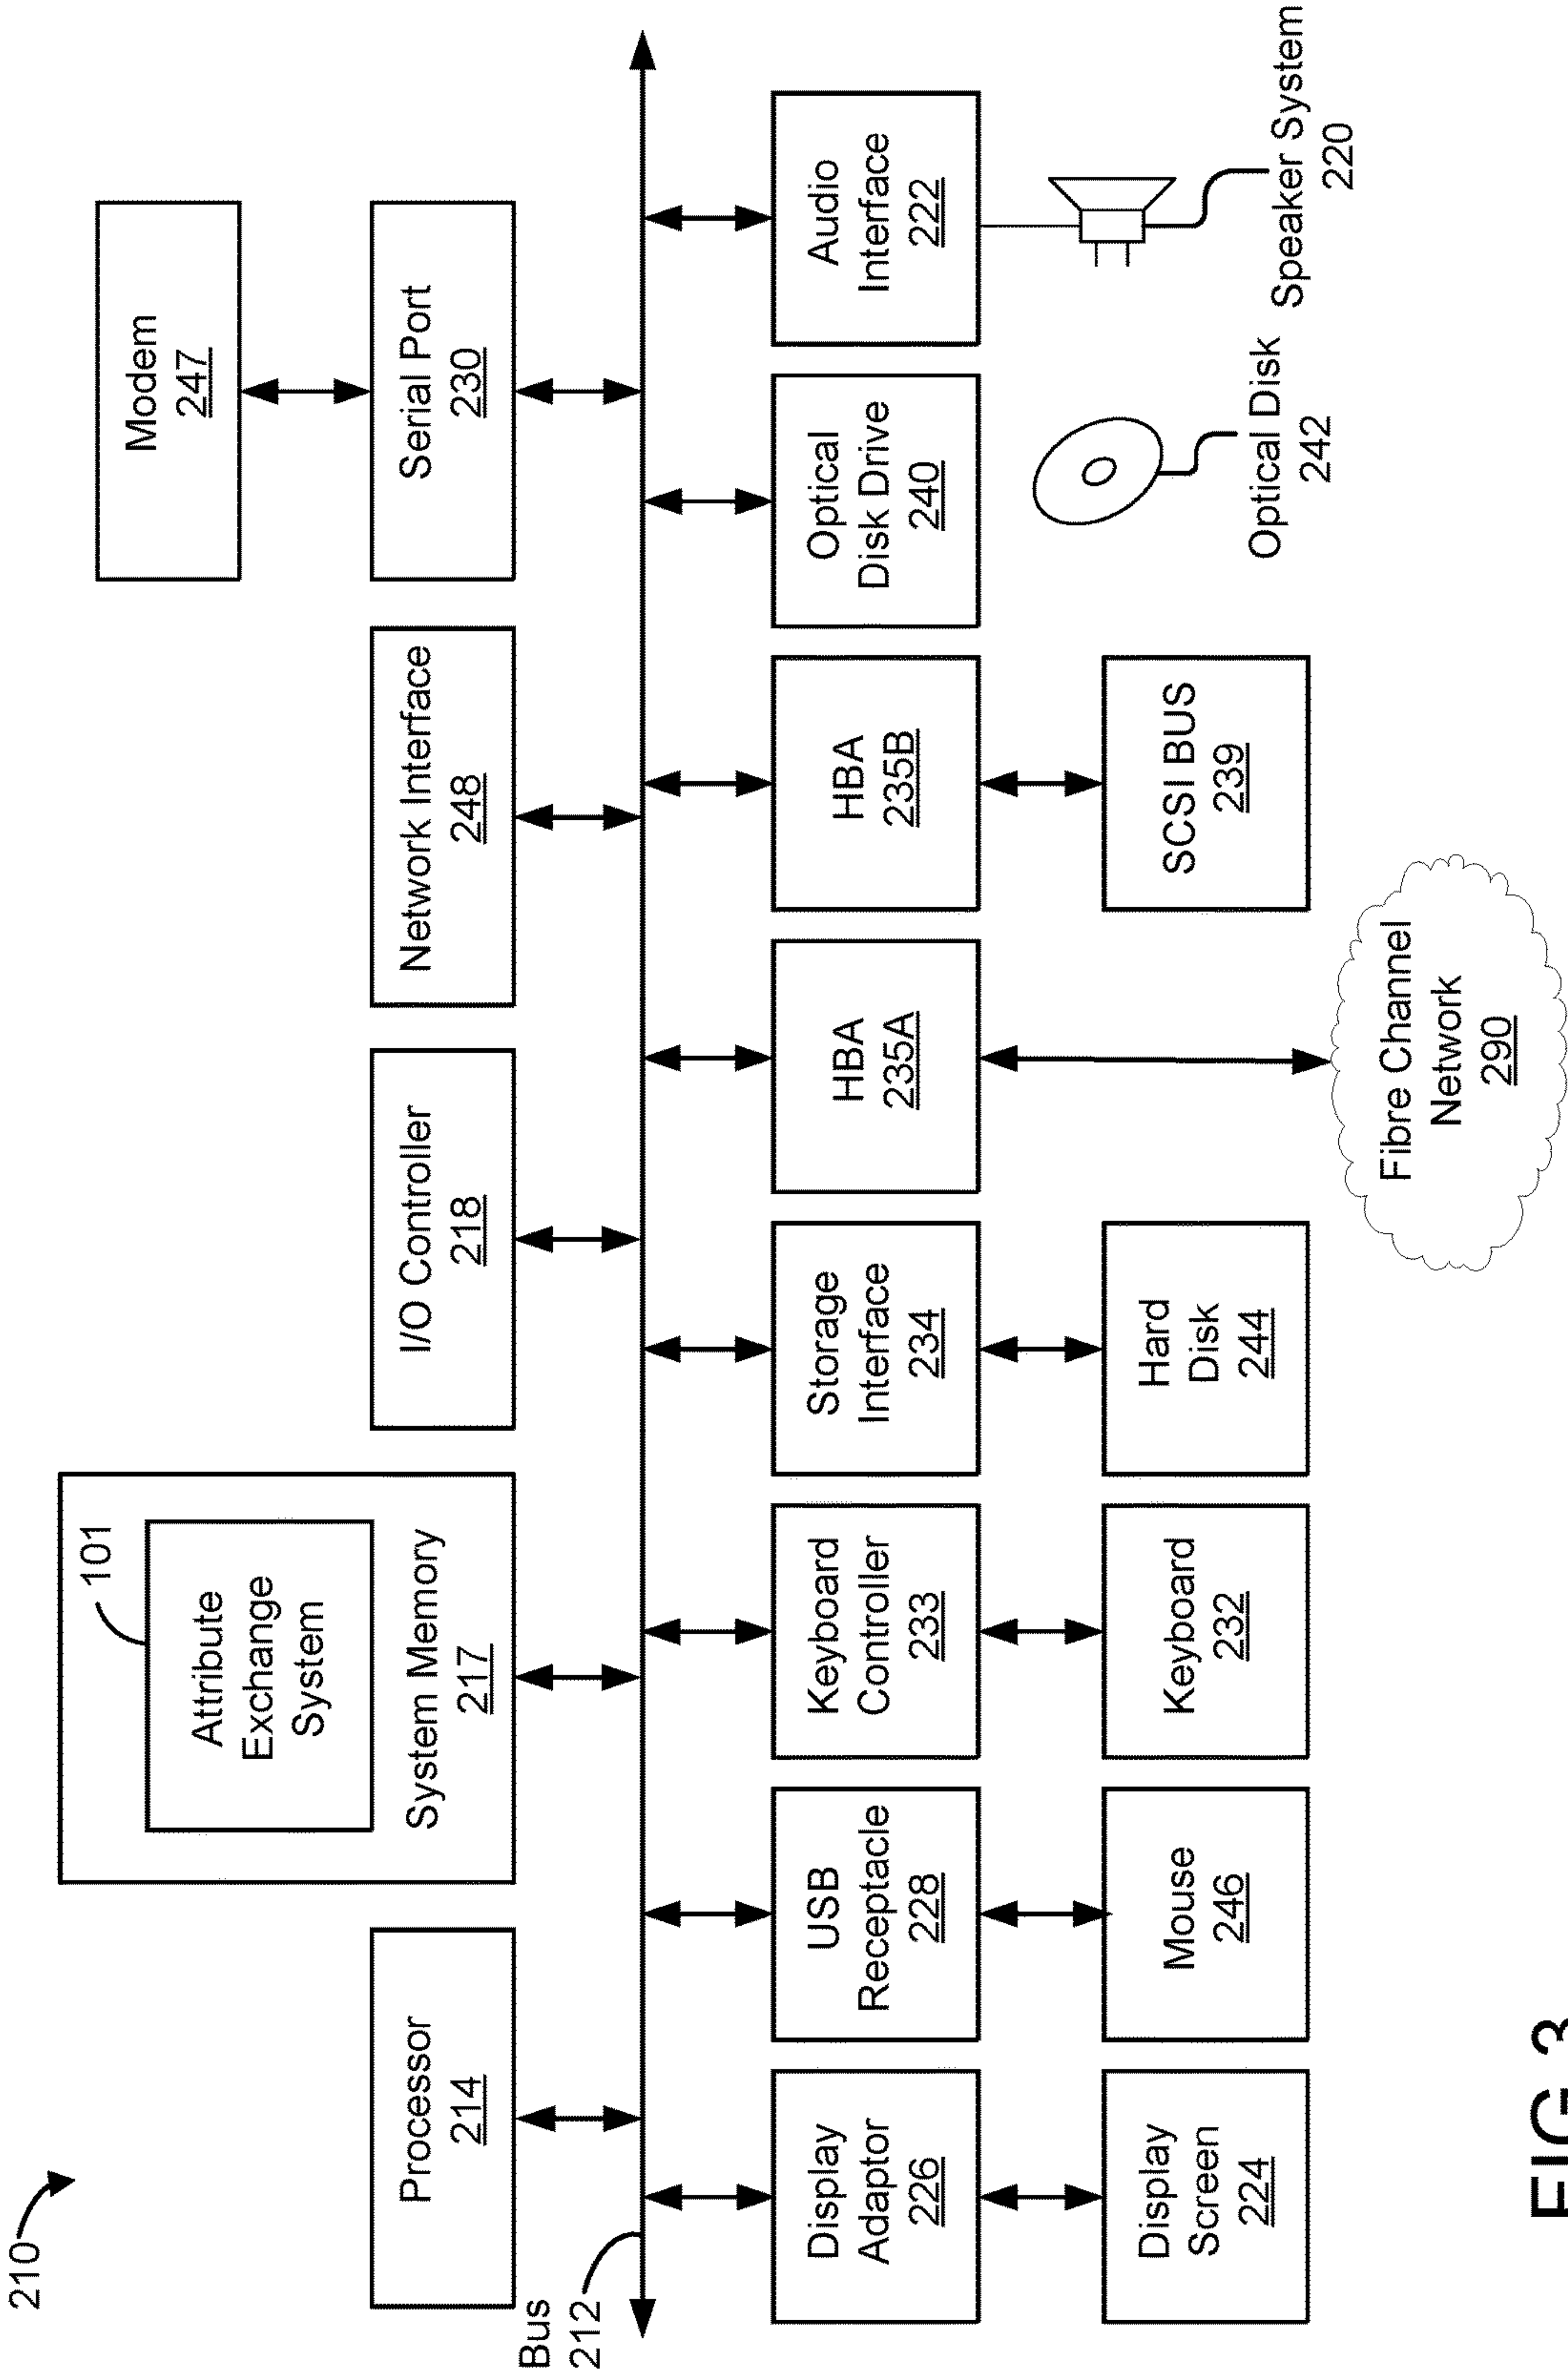 210
Processor
214
101
Attribute
Exchange
System
System Memory
217
I/O Controller
218
Network Interface
248
Modem
247
Serial Port
230
Bus
212
Display
Adaptor
226
USB
Receptacle
228
Keyboard
Controller
233
Storage
Interface
234
HBA
235A
HBA
235B
Optical
Disk Drive
240
Audio
Interface
222
Display
Screen
224
Mouse
246
Keyboard
232
Hard
Disk
244
Fibre Channel
Network
290
SCSI BUS
239
Optical Disk
242
Speaker System
220
FIG 3